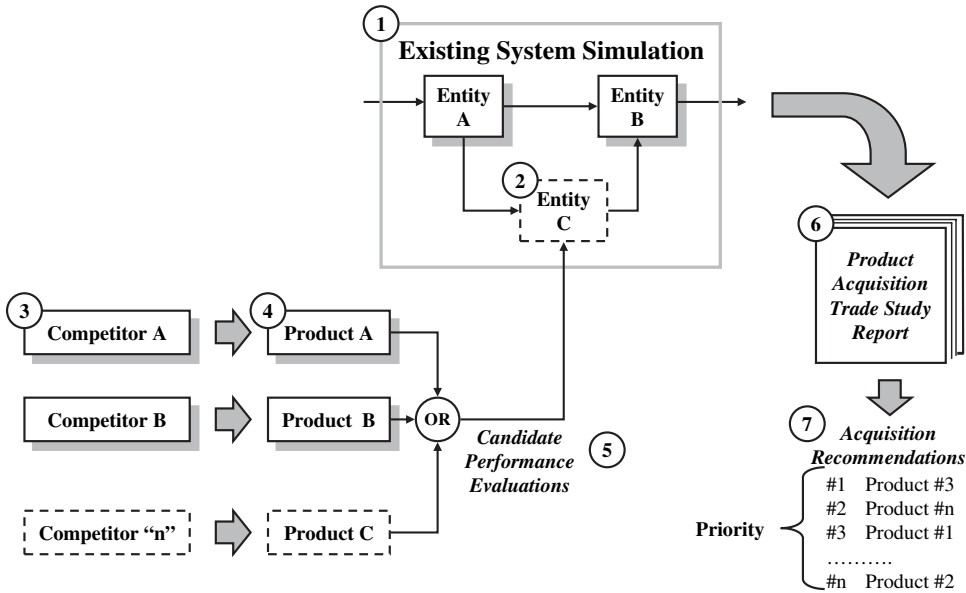 1
Existing System Simulation
Entity
A
Entity
B
2
Entity
C
3
Competitor A
4
Product A
Competitor B
Product B
OR
Candidate
Performance
Evaluations
5
Competitor “n”
Product C
6
Product
Acquisition
Trade Study
Report
7
Acquisition
Recommendations
Priority
#1 Product #3
#2 Product #n
#3 Product #1
..........
#n Product #2